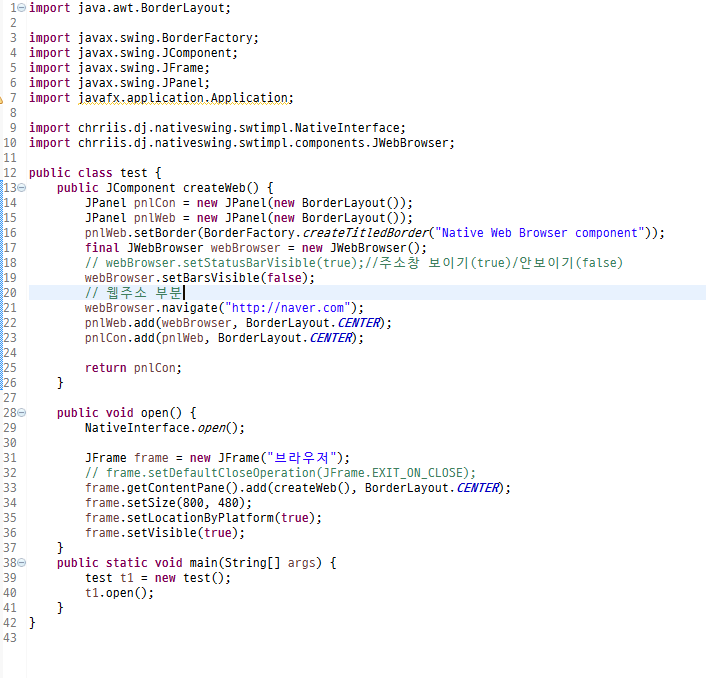 1 import java.awt.BorderLayout;
2
3 import javax.swing.BorderFactory;
4 import javax.swing.JComponent;
5 import javax.swing.JFrame;
6 import javax.swing.JPanel;
7 import javafx.application.Application;
8
9 import chrriis.dj.nativeswing.swtimpl.NativeInterface;
10 import chrriis.dj.nativeswing.swtimpl.components.JWebBrowser;
11
12 public class test {
13 public JComponent createWeb() {
14 JPanel pnlCon = new JPanel(new BorderLayout());
15 JPanel pnlWeb = new JPanel(new BorderLayout());
16 pnlWeb.setBorder(BorderFactory.createTitledBorder("Native Web Browser component"));
17 final JWebBrowser webBrowser = new JWebBrowser();
18 // webBrowser.setStatusBarVisible(true);//주소창 보이기(true)/안보이기(false)
19 webBrowser.setBarsVisible(false);
20 // 웹주소 부분
21 webBrowser.navigate("http://naver.com");
22 pnlWeb.add(webBrowser, BorderLayout.CENTER);
23 pnlCon.add(pnlWeb, BorderLayout.CENTER);
24
25 return pnlCon;
26 }
27
28 public void open() {
29 NativeInterface.open();
30
31 JFrame frame = new JFrame("브라우저");
32 // frame.setDefaultCloseOperation(JFrame.EXIT_ON_CLOSE);
33 frame.getContentPane().add(createWeb(), BorderLayout.CENTER);
34 frame.setSize(800, 480);
35 frame.setLocationByPlatform(true);
36 frame.setVisible(true);
37 }
38 public static void main(String[] args) {
39 test t1 = new test();
40 t1.open();
41 }
42 }
43